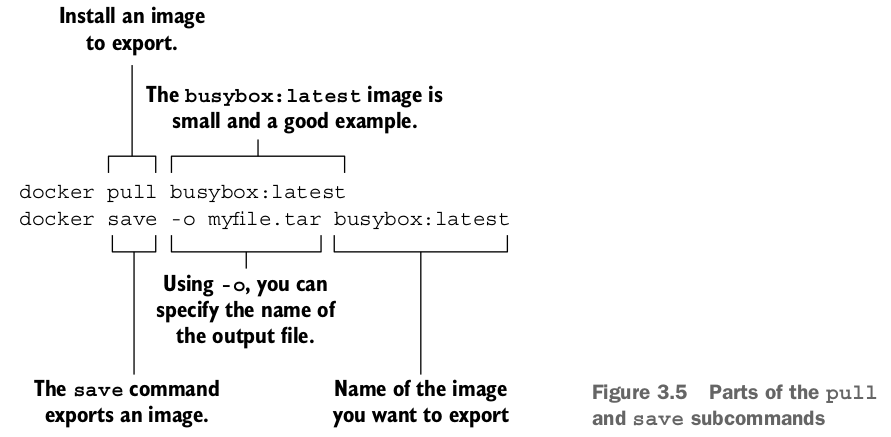 Install an image
to export.
The busybox:latest image is
small and a good example.
docker pull busybox:latest
docker save -o myfile.tar busybox:latest
Using -o, you can
specify the name of
the output file.
The save command
exports an image.
Name of the image
you want to export
Figure 3.5 Parts of the pull
and save subcommands